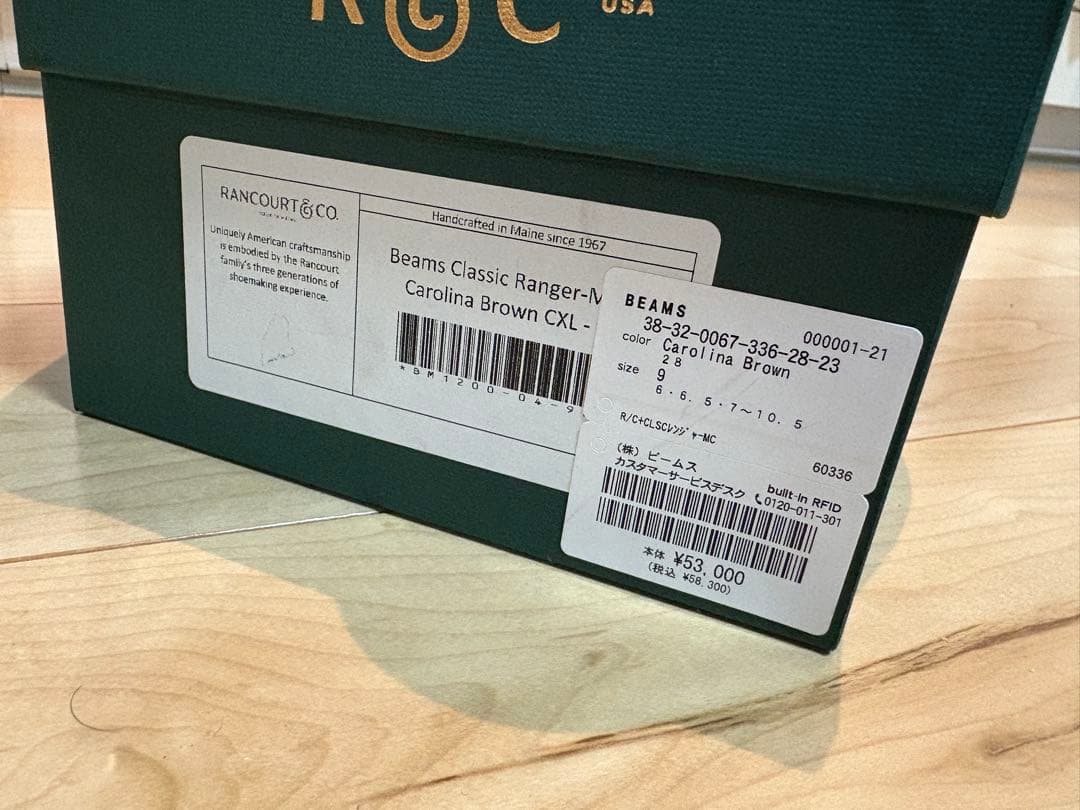 R © C
USA
RANCOURT & CO.
Uniquely American craftsmanship
is embodied by the Rancourt
family's three generations of
shoemaking experience.
Handcrafted in Maine since 1967
Beams Classic Ranger-M
Carolina Brown CXL -
*BM1200-04-9
BEAMS
000001-21
38-32-0067-336-28-23
color Carolina Brown
28
size 9
6・6.5・7～10.5
R/C+CLSCﾚﾝｼﾞｬｰMC
60336
(株) ビームス
カスタマーサービスデスク
built-in RFID
0120-011-301
本体 ¥53,000
(税込 ¥58,300)